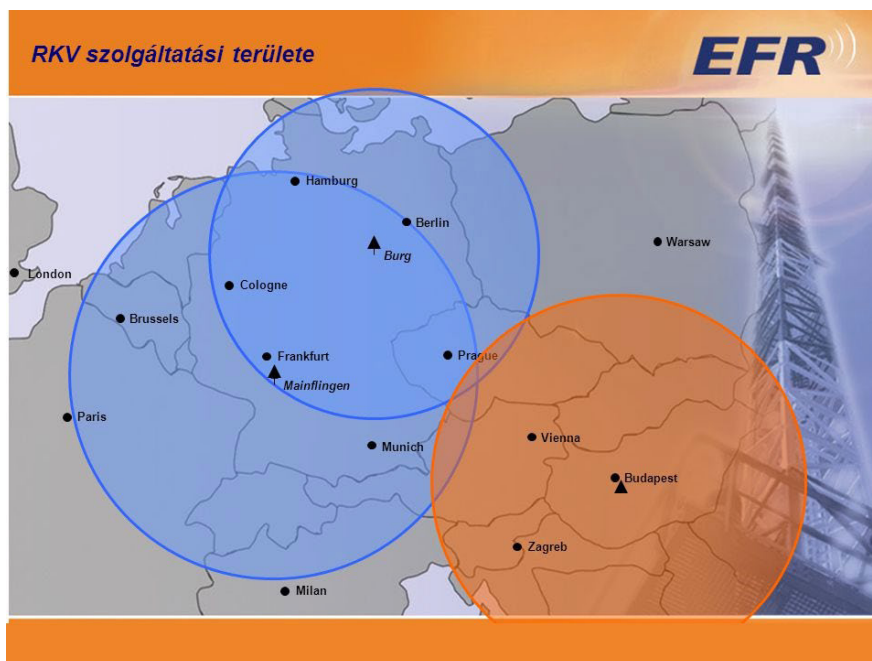 RKV szolgáltatási területe
EFR
Hamburg
Berlin
Warsaw
Burg
London
Cologne
Brussels
Frankfurt
Prague
Mainflingen
Paris
Munich
Vienna
Budapest
Zagreb
Milan